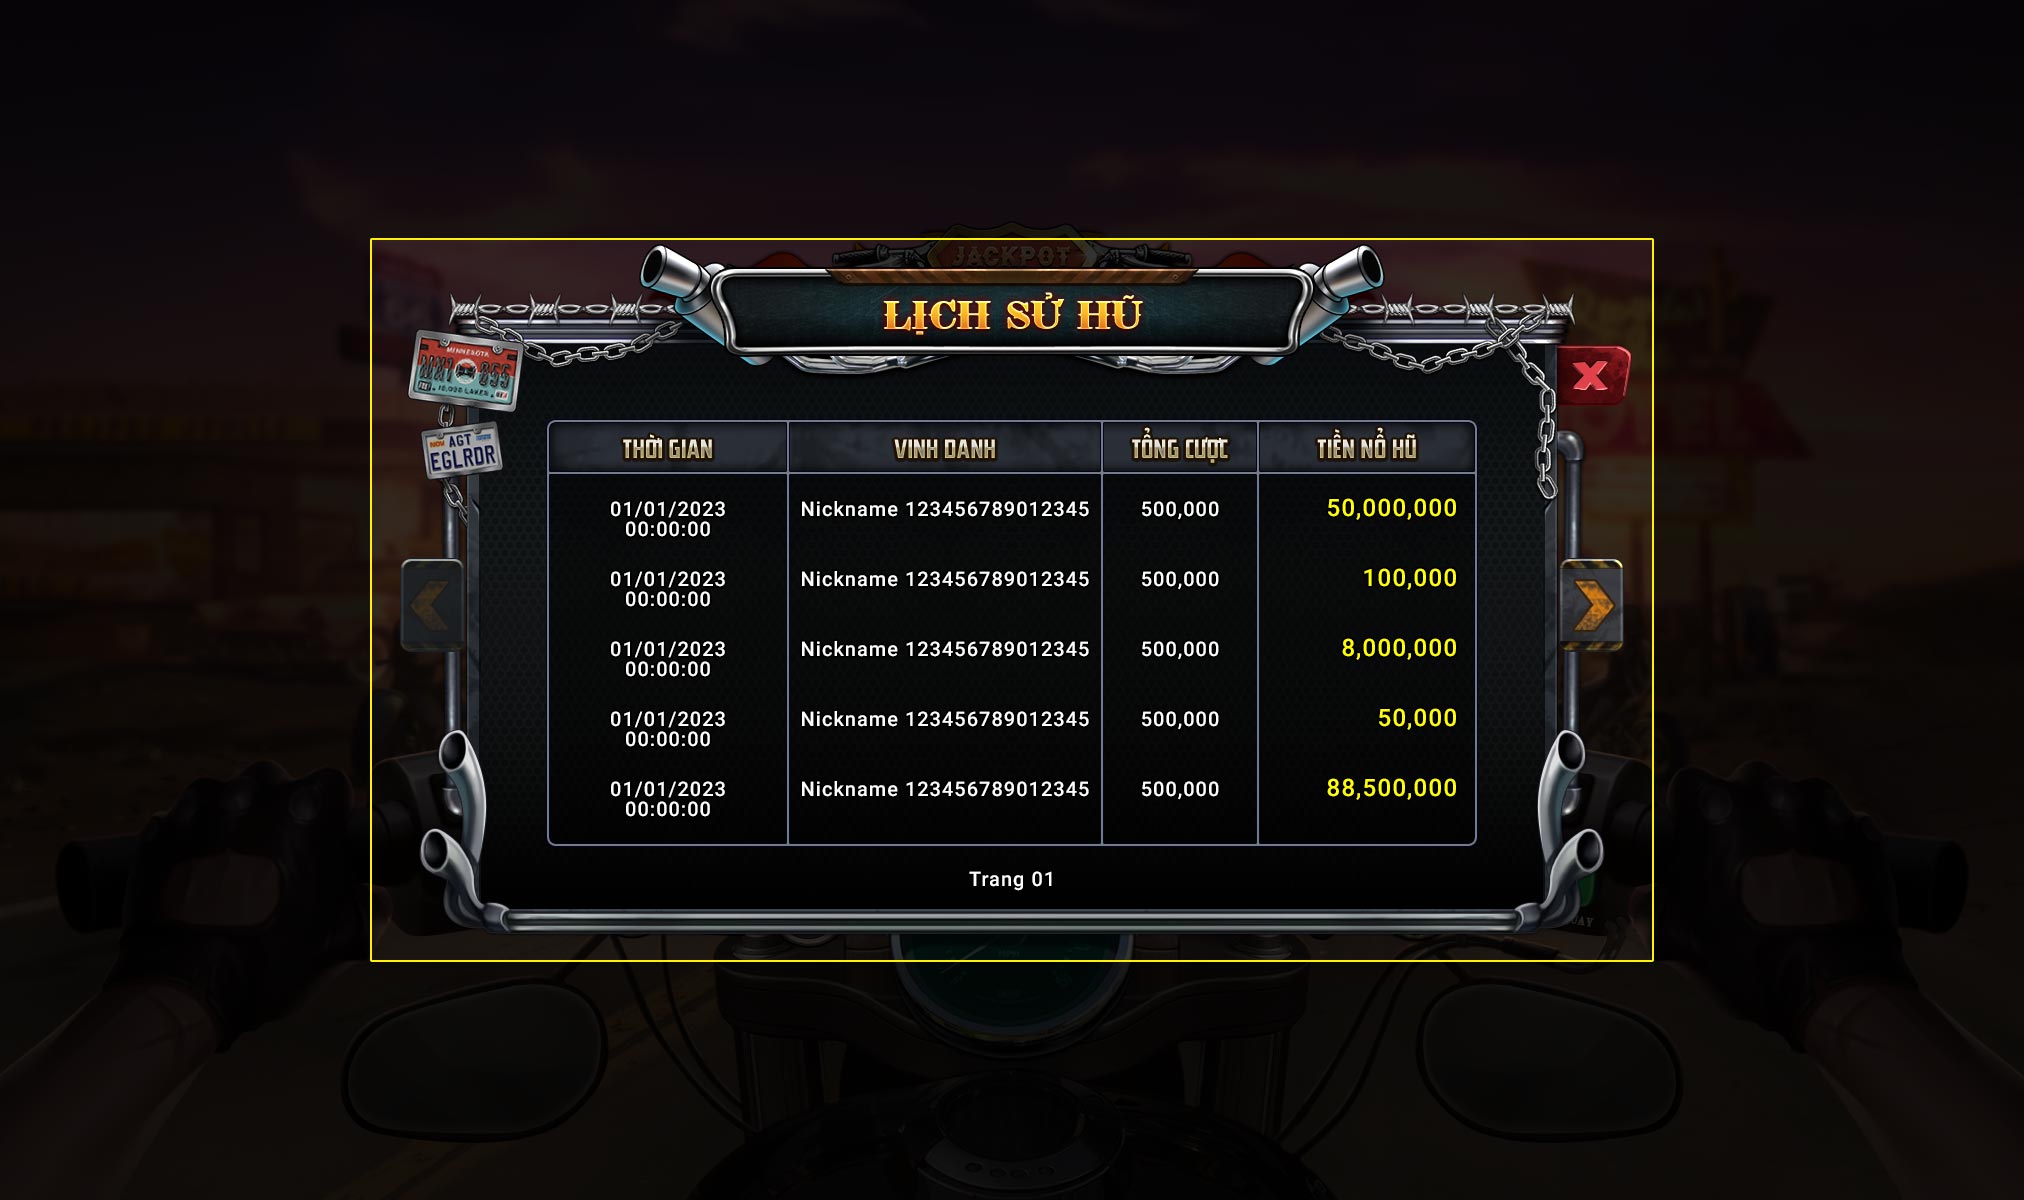 JACKPOT
LỊCH SỬ HŨ
MINNESOTA
10,000 LAKES
NOV AGT
EGLRDR
THỜI GIAN VINH DANH TỔNG CƯỢC TIỀN NỔ HŨ
01/01/2023 Nickname 123456789012345 500,000 50,000,000
00:00:00
01/01/2023 Nickname 123456789012345 500,000 100,000
00:00:00
01/01/2023 Nickname 123456789012345 500,000 8,000,000
00:00:00
01/01/2023 Nickname 123456789012345 500,000 50,000
00:00:00
01/01/2023 Nickname 123456789012345 500,000 88,500,000
00:00:00
Trang 01